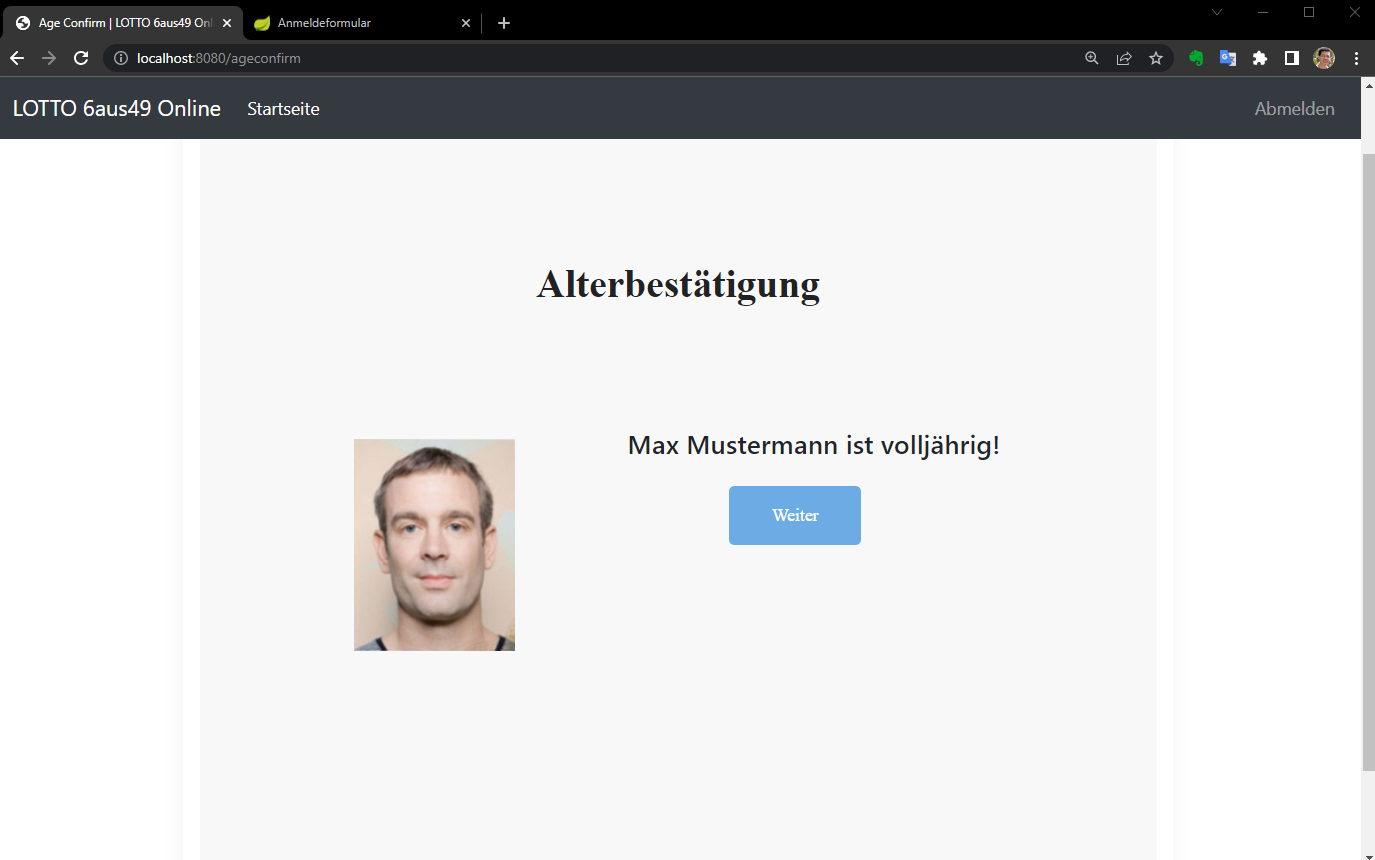 Age Confirm | LOTTO 6aus49 Onl
Anmeldeformular
localhost:8080/ageconfirm
LOTTO 6aus49 Online
Startseite
Abmelden
Alterbestätigung
Max Mustermann ist volljährig!
Weiter